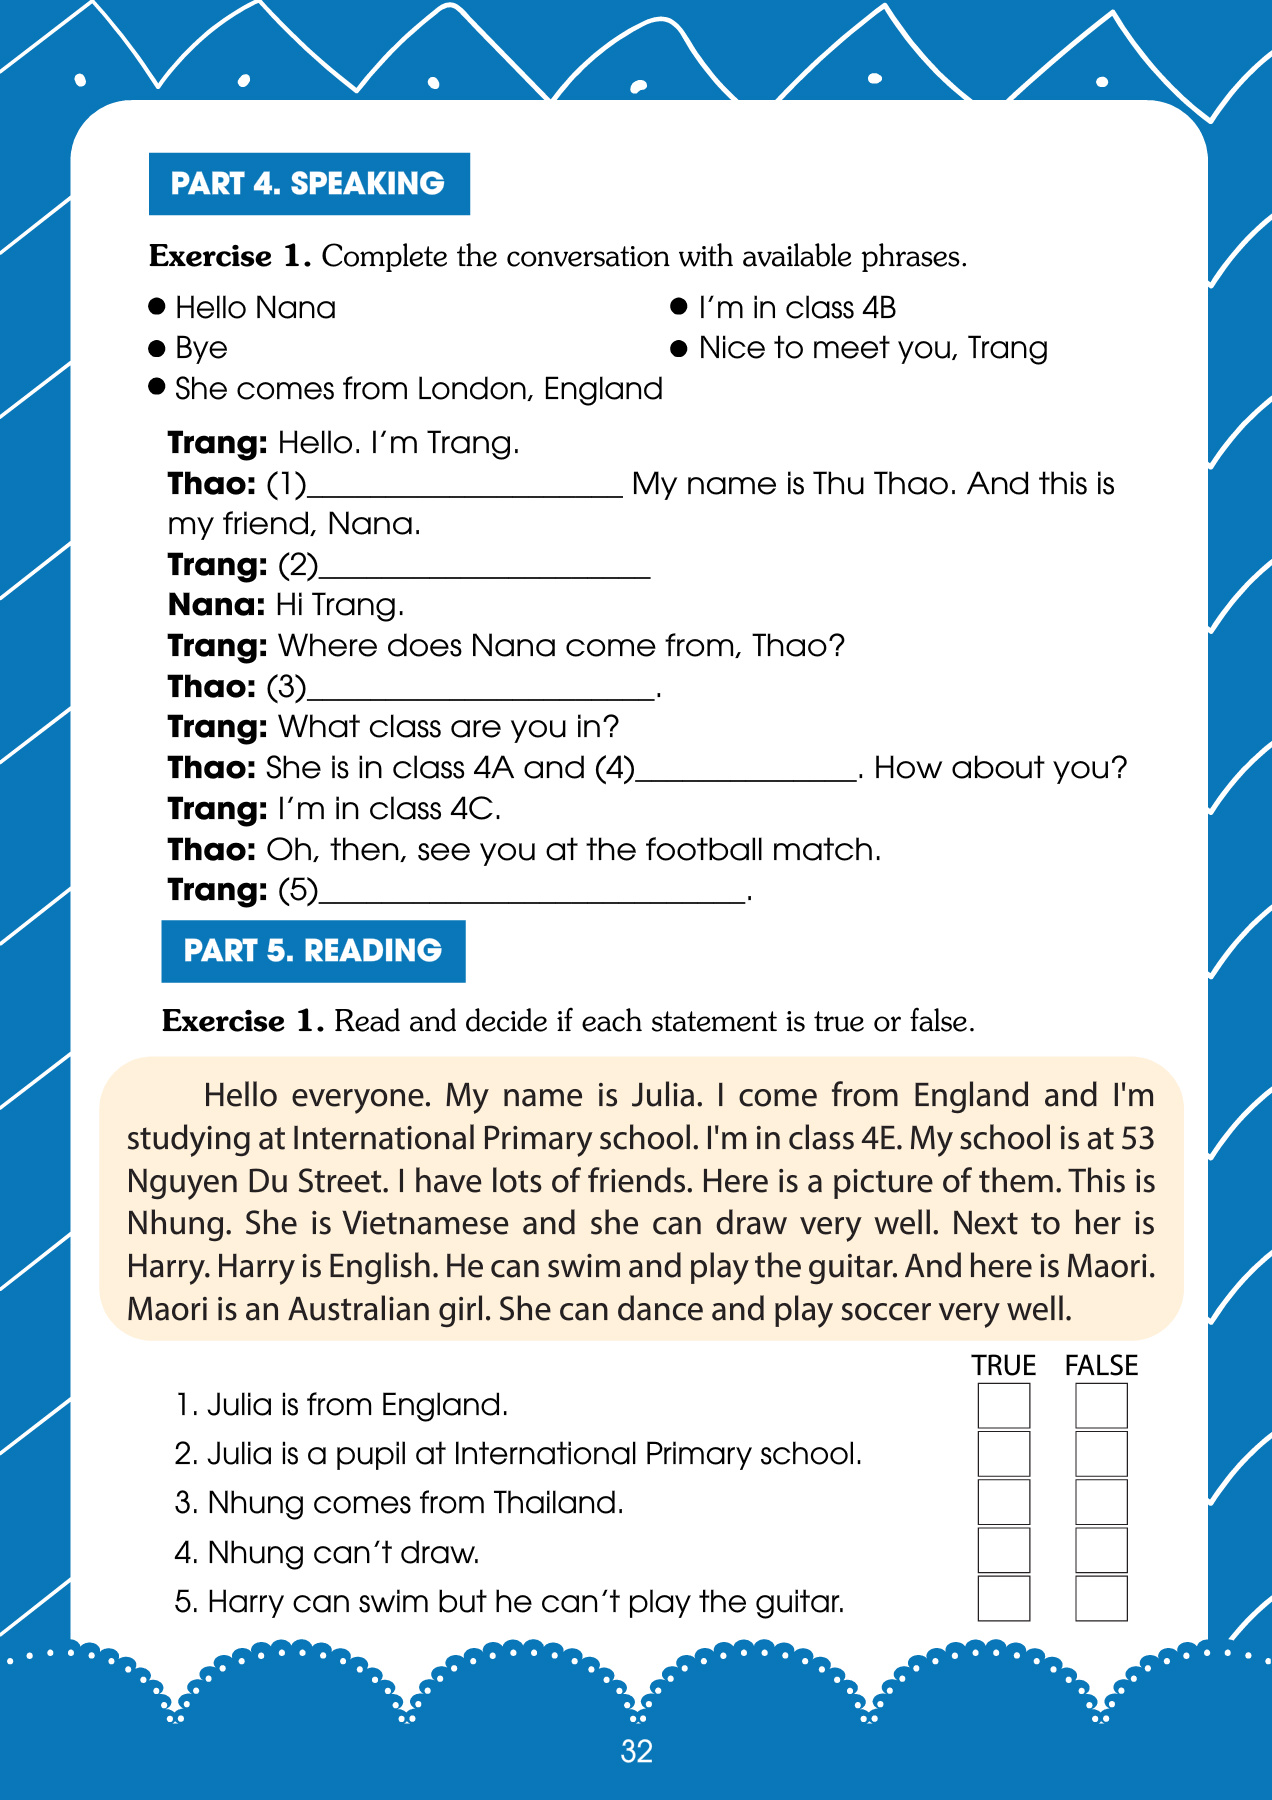 PART 4. SPEAKING
Exercise 1. Complete the conversation with available phrases.
● Hello Nana
● I’m in class 4B
● Bye
● Nice to meet you, Trang
● She comes from London, England
Trang: Hello. I’m Trang.
Thao: (1)____________________ My name is Thu Thao. And this is
my friend, Nana.
Trang: (2)_____________________
Nana: Hi Trang.
Trang: Where does Nana come from, Thao?
Thao: (3)______________________.
Trang: What class are you in?
Thao: She is in class 4A and (4)______________. How about you?
Trang: I’m in class 4C.
Thao: Oh, then, see you at the football match.
Trang: (5)___________________________.
PART 5. READING
Exercise 1. Read and decide if each statement is true or false.
Hello everyone. My name is Julia. I come from England and I'm
studying at International Primary school. I'm in class 4E. My school is at 53
Nguyen Du Street. I have lots of friends. Here is a picture of them. This is
Nhung. She is Vietnamese and she can draw very well. Next to her is
Harry. Harry is English. He can swim and play the guitar. And here is Maori.
Maori is an Australian girl. She can dance and play soccer very well.
TRUE FALSE
1. Julia is from England.
2. Julia is a pupil at International Primary school.
3. Nhung comes from Thailand.
4. Nhung can’t draw.
5. Harry can swim but he can’t play the guitar.
32